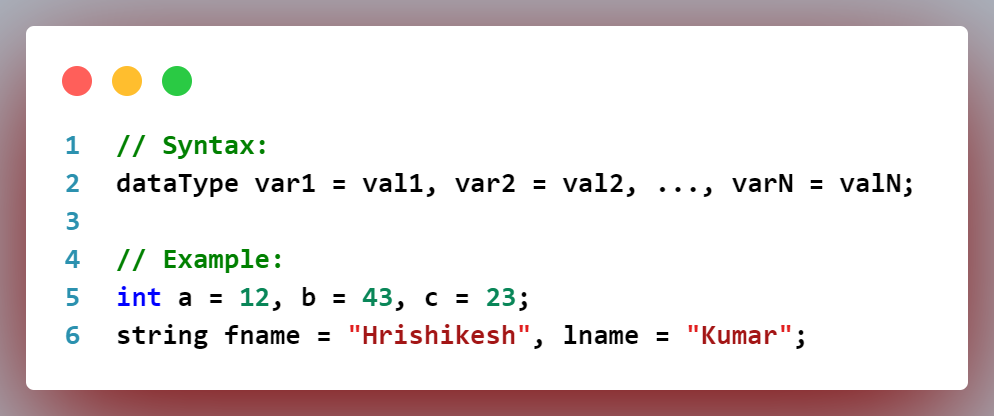 1 // Syntax:
2 dataType var1 = val1, var2 = val2, ..., varN = valN;
3
4 // Example:
5 int a = 12, b = 43, c = 23;
6 string fname = "Hrishikesh", lname = "Kumar";